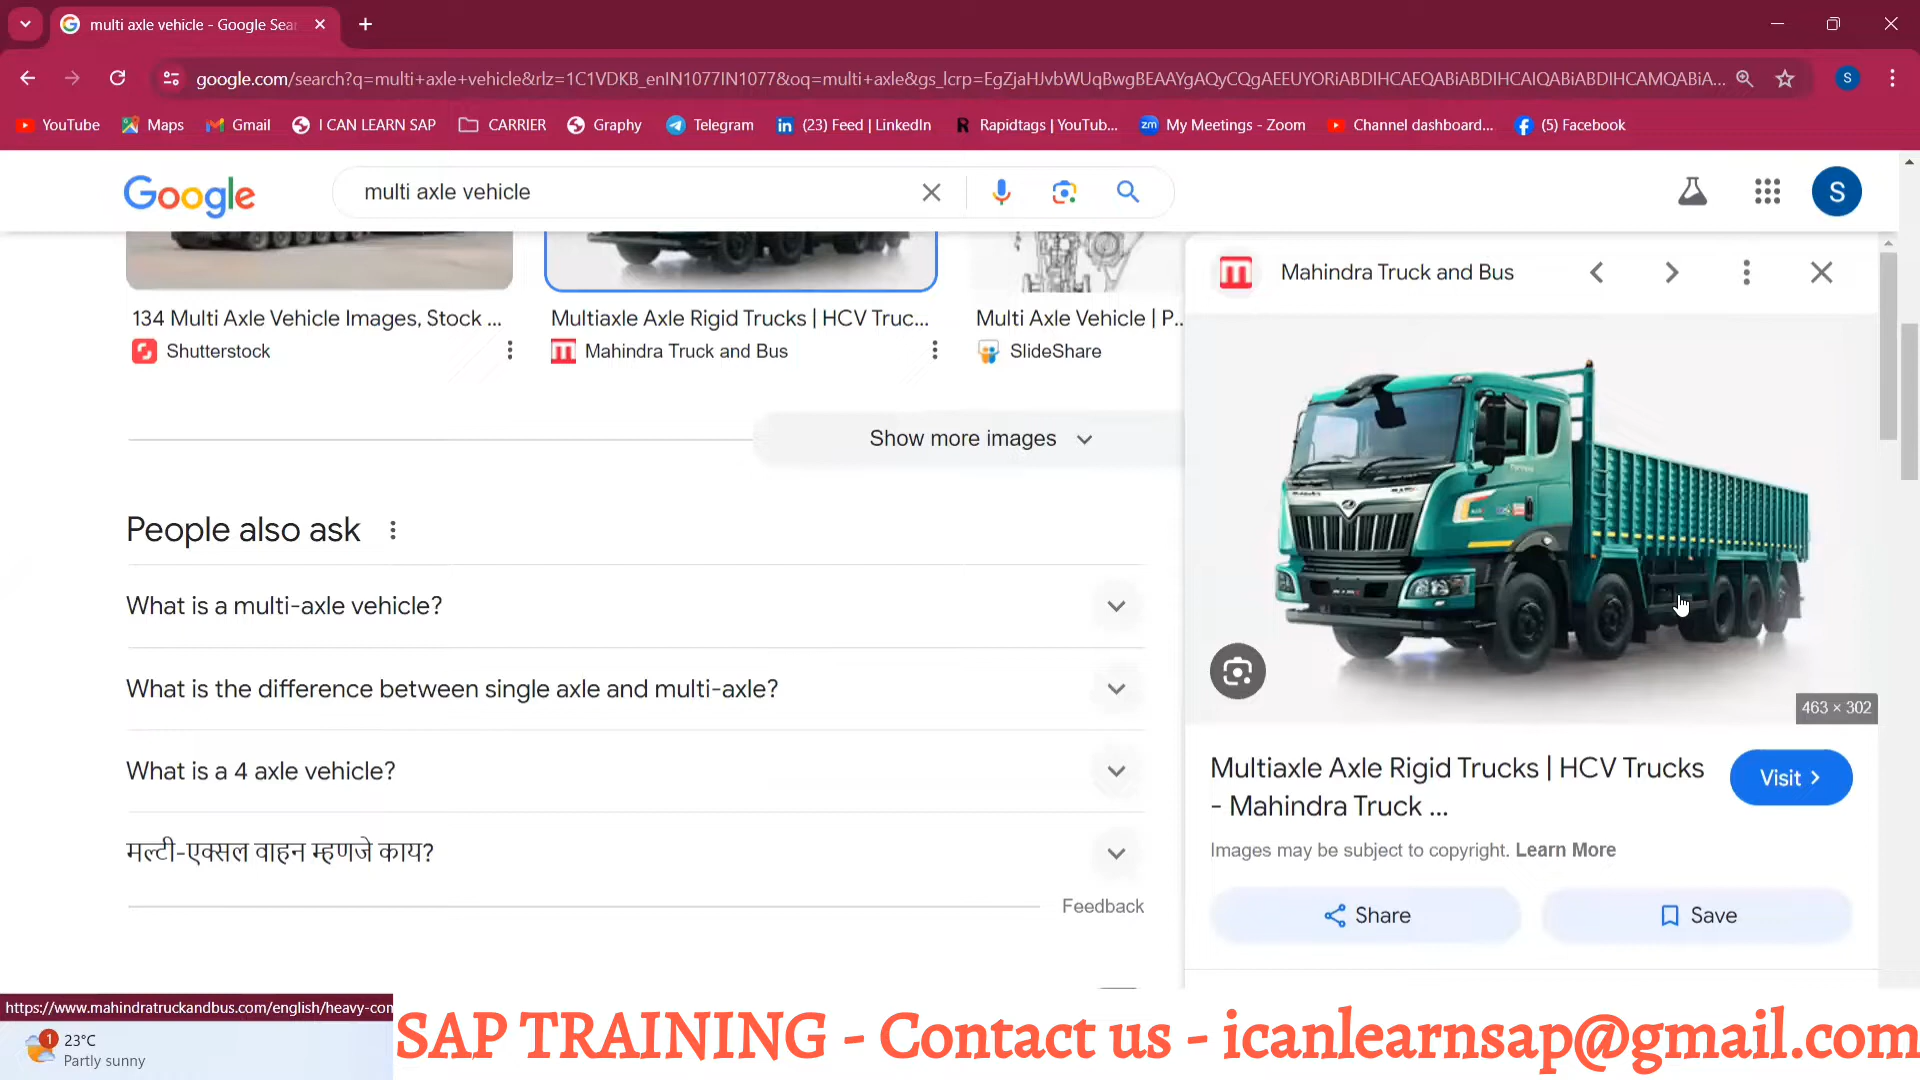 multi axle vehicle - Google Sea
google.com/search?q=multi+axle+vehicle&rlz=1C1VDKB_enIN1077IN1077&oq=multi+axle&gs_lcrp=EgZjaHJvbWUqBwgBEAAYgAQyCQgAEEUYORiABDIHCAEQABiABDIHCAIQABiABDIHCAMQABiA...
YouTube Maps Gmail I CAN LEARN SAP CARRIER Graphy Telegram (23) Feed | LinkedIn Rapidtags | YouTub... My Meetings - Zoom Channel dashboard... (5) Facebook
Google
multi axle vehicle
S
134 Multi Axle Vehicle Images, Stock ...
Shutterstock
Multiaxle Axle Rigid Trucks | HCV Truc...
Mahindra Truck and Bus
Multi Axle Vehicle | P...
SlideShare
Show more images
People also ask
What is a multi-axle vehicle?
What is the difference between single axle and multi-axle?
What is a 4 axle vehicle?
मल्टी-एक्सल वाहन म्हणजे काय?
Feedback
Mahindra Truck and Bus
463 × 302
Multiaxle Axle Rigid Trucks | HCV Trucks
- Mahindra Truck ...
Visit
Images may be subject to copyright. Learn More
Share
Save
https://www.mahindratruckandbus.com/english/heavy-con
1
23°C
Partly sunny
SAP TRAINING - Contact us - icanlearnsap@gmail.com